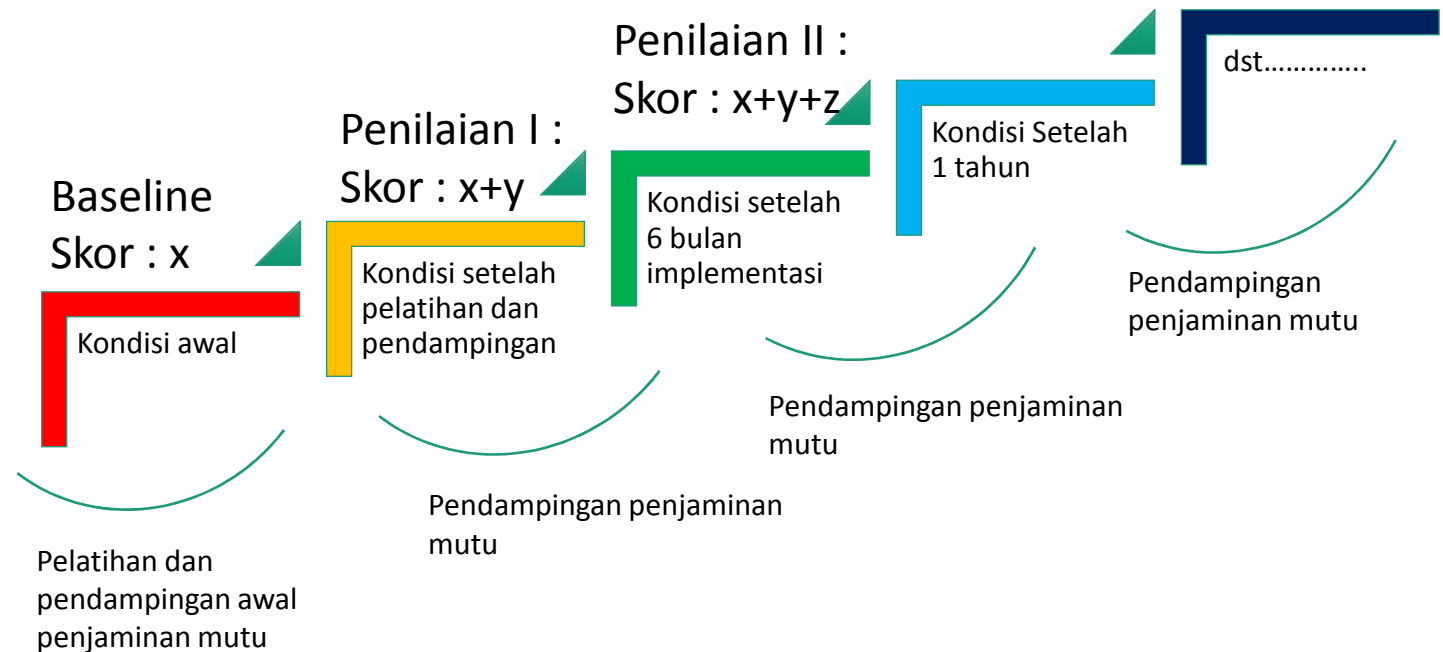 Baseline
Skor : x
Kondisi awal
Pelatihan dan
pendampingan awal
penjaminan mutu
Penilaian I :
Skor : x+y
Kondisi setelah
pelatihan dan
pendampingan
Pendampingan penjaminan
mutu
Penilaian II :
Skor : x+y+z
Kondisi setelah
6 bulan
implementasi
Pendampingan penjaminan
mutu
Kondisi Setelah
1 tahun
Pendampingan
penjaminan mutu
dst…………..